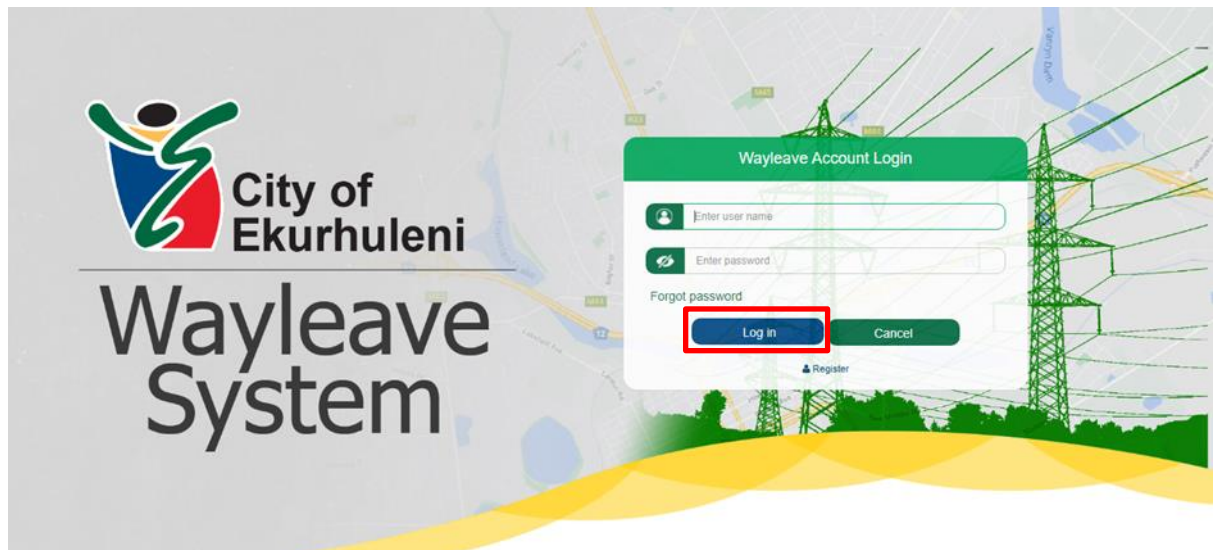 City of
Ekurhuleni
Wayleave
System
Wayleave Account Login
Enter user name
Enter password
Forgot password
Log in
Cancel
Register